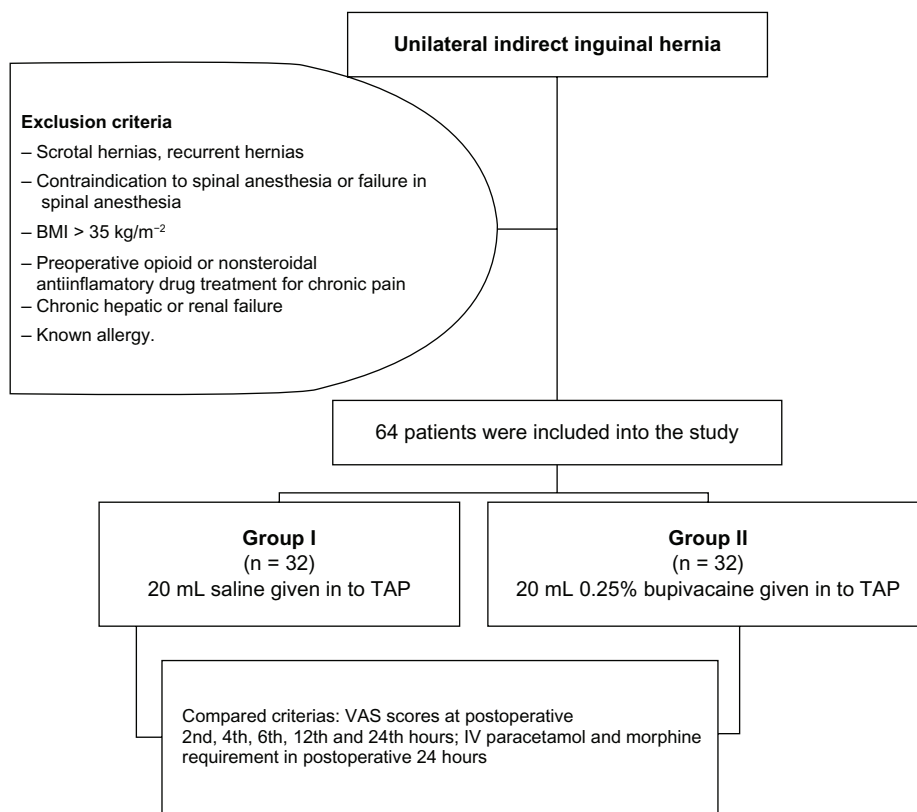 Unilateral indirect inguinal hernia
Exclusion criteria
– Scrotal hernias, recurrent hernias
– Contraindication to spinal anesthesia or failure in
spinal anesthesia
– BMI > 35 kg/m⁻²
– Preoperative opioid or nonsteroidal
antiinflamatory drug treatment for chronic pain
– Chronic hepatic or renal failure
– Known allergy.
64 patients were included into the study
Group I
(n = 32)
20 mL saline given in to TAP
Group II
(n = 32)
20 mL 0.25% bupivacaine given in to TAP
Compared criterias: VAS scores at postoperative
2nd, 4th, 6th, 12th and 24th hours; IV paracetamol and morphine
requirement in postoperative 24 hours